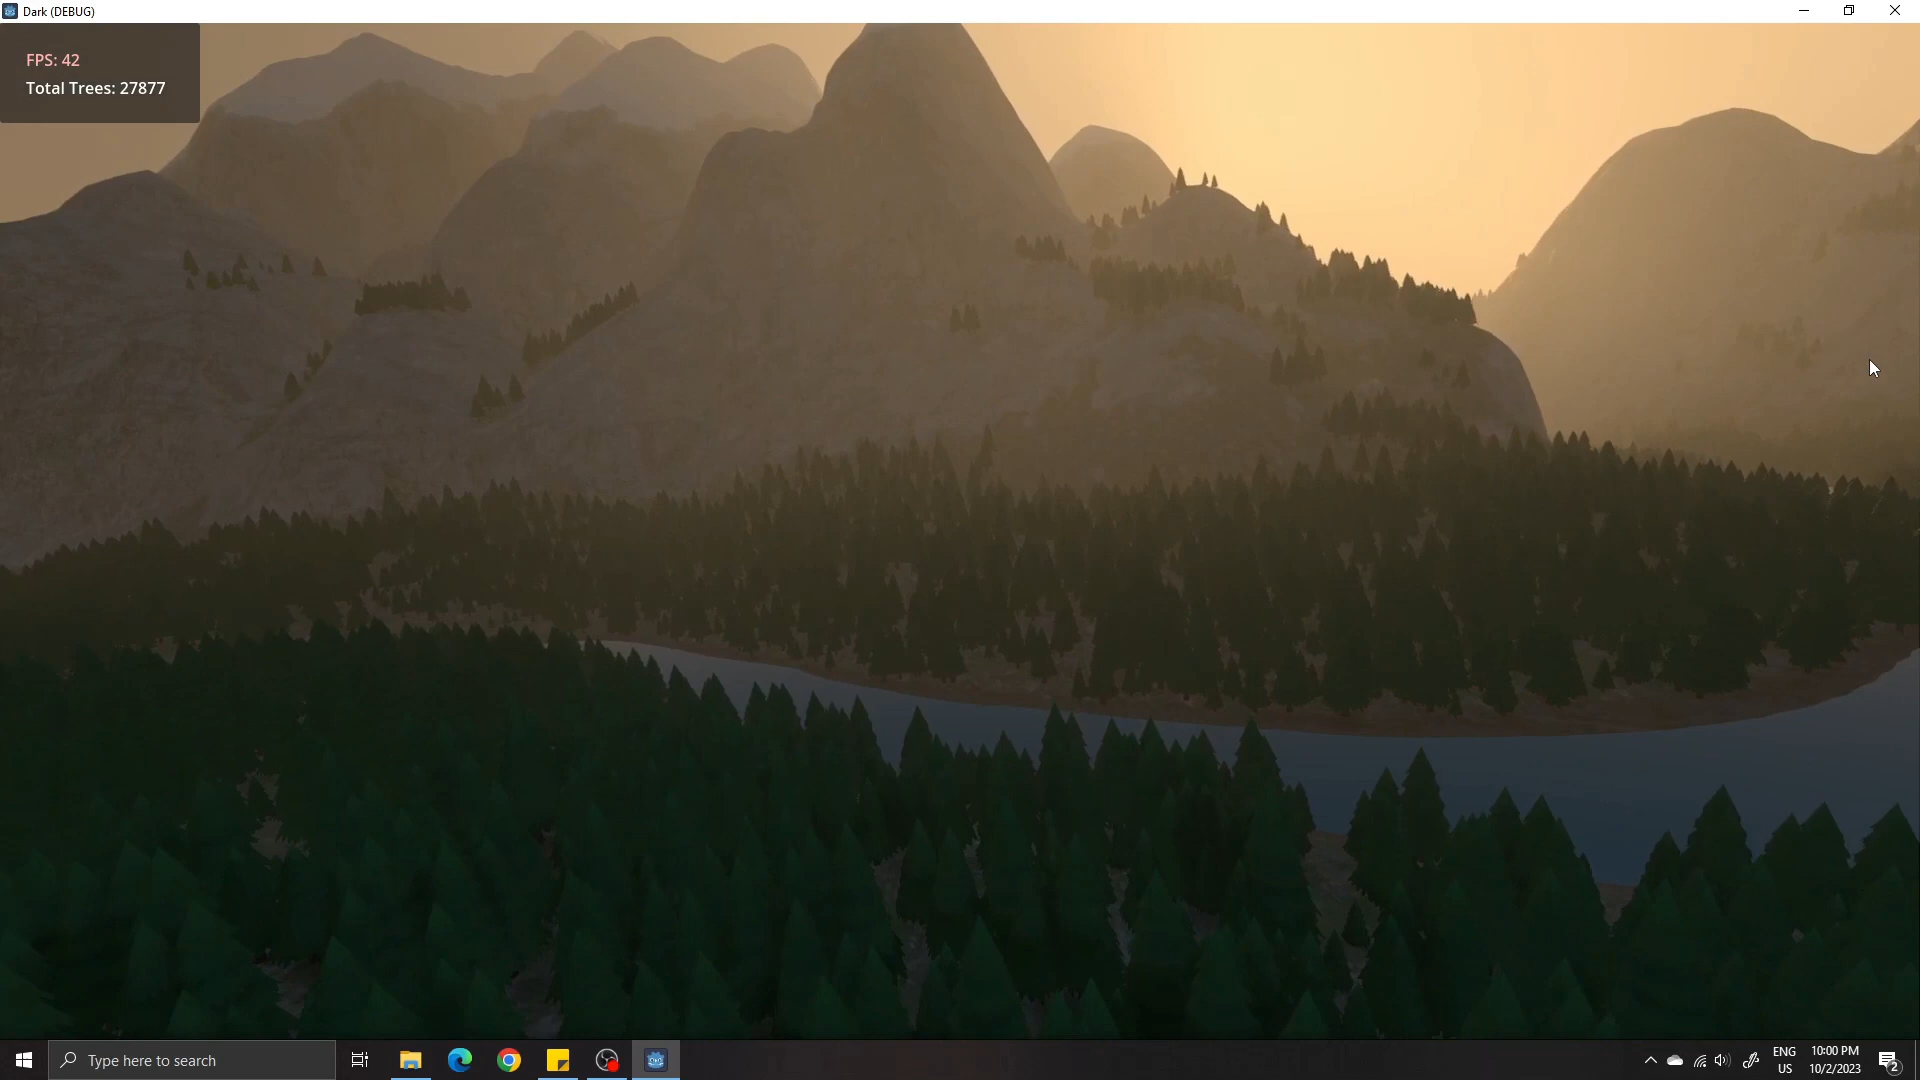 Dark (DEBUG)
FPS: 42
Total Trees: 27877
Type here to search
ENG
US
10:00 PM
10/2/2023
2